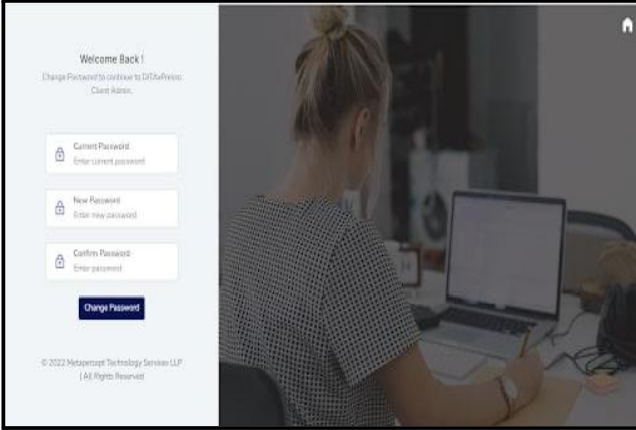 Welcome Back !
Change Password to continue to DITAxPresso
Client Admin.
Current Password
Enter current password
New Password
Enter new password
Confirm Password
Enter password
Change Password
© 2022 Metapercept Technology Services LLP
| All Rights Reserved